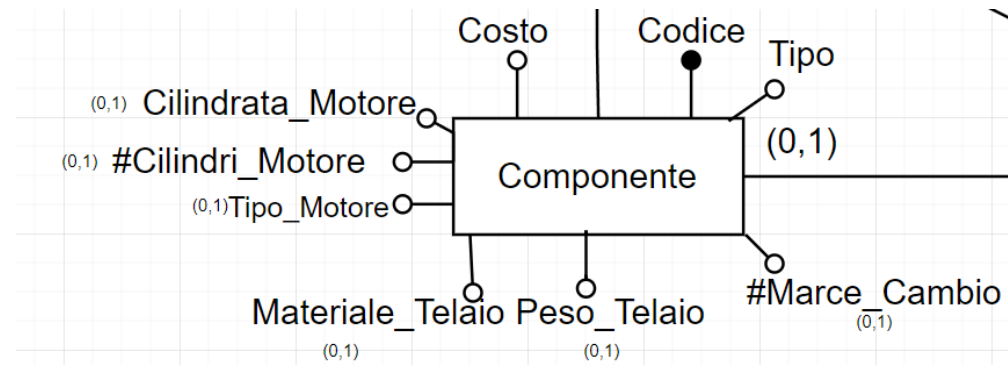 Costo
Codice
Tipo
(0,1) Cilindrata_Motore
(0,1)
(0,1) #Cilindri_Motore
Componente
(0,1)Tipo_Motore
#Marce_Cambio
(0,1)
Materiale_Telaio
(0,1)
Peso_Telaio
(0,1)